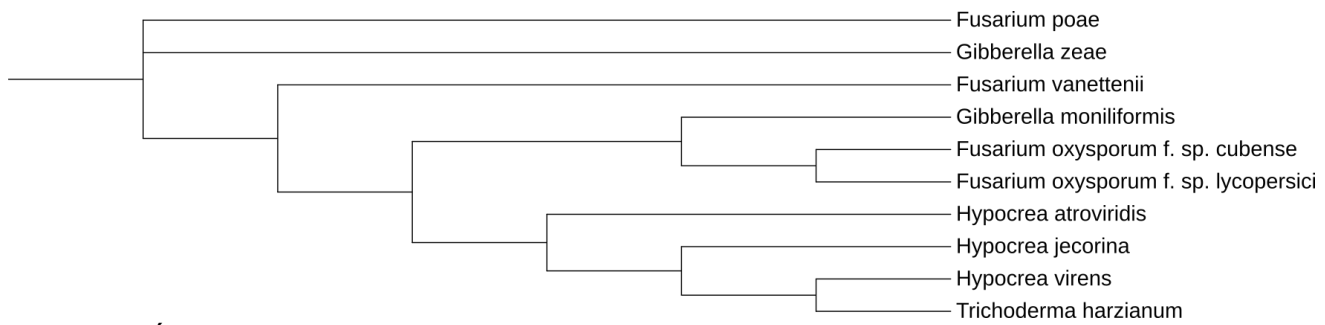 Fusarium poae
Gibberella zeae
Fusarium vanettenii
Gibberella moniliformis
Fusarium oxysporum f. sp. cubense
Fusarium oxysporum f. sp. lycopersici
Hypocrea atroviridis
Hypocrea jecorina
Hypocrea virens
Trichoderma harzianum